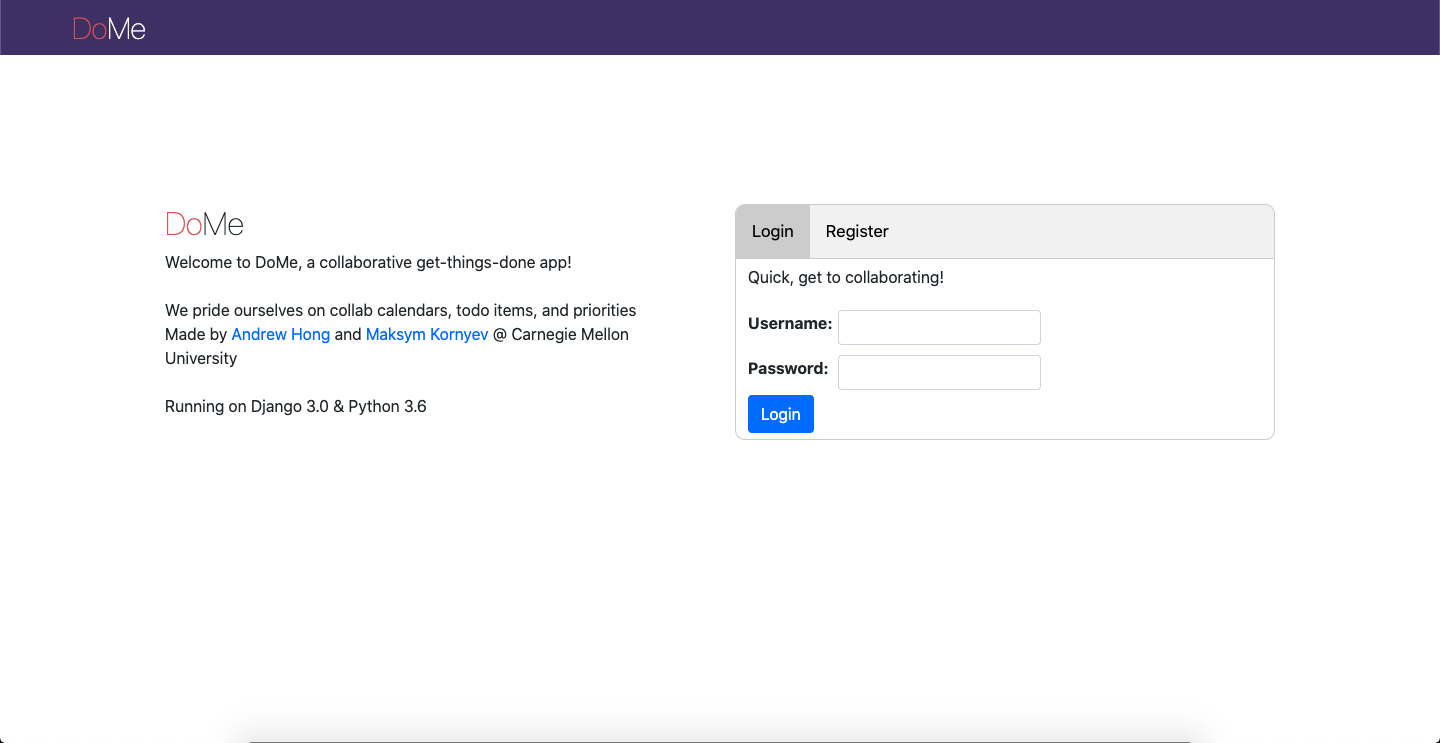 DoMe
DoMe
Welcome to DoMe, a collaborative get-things-done app!
We pride ourselves on collab calendars, todo items, and priorities
Made by Andrew Hong and Maksym Kornyev @ Carnegie Mellon
University
Running on Django 3.0 & Python 3.6
Login Register
Quick, get to collaborating!
Username:
Password:
Login